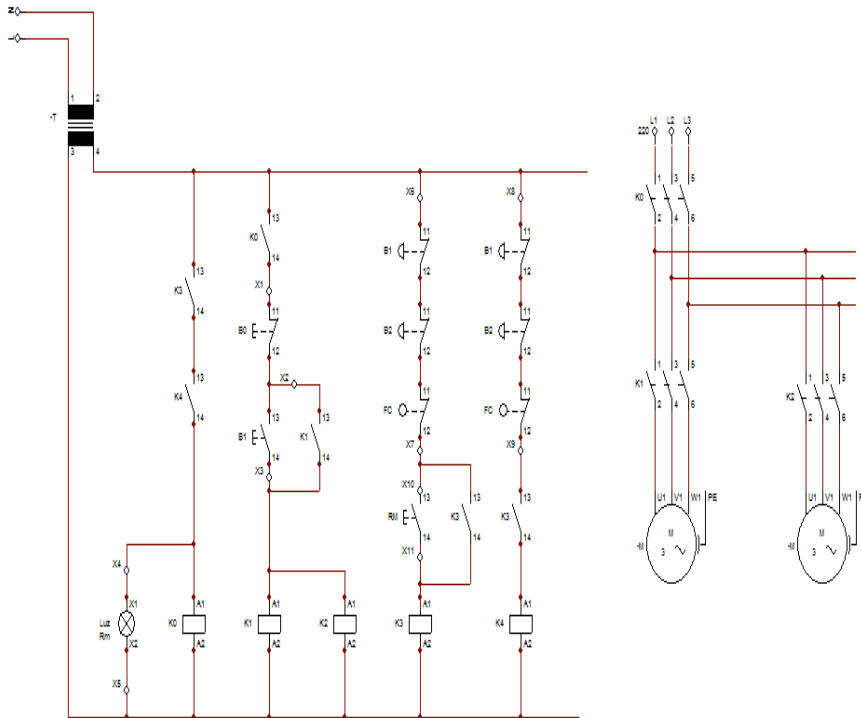 N
L
1 2
-T
3 4
L1 L2 L3
220
1 3 5
K0
2 4 6
X6 X8
13
K0
14
11 11
B1 B1
12 12
13
K3
14
X1
11 11 11
B0 B2 B2
12 12 12
13
K4
14
X2
13 13
B1 K1
14 14
X3
11 11
FC FC
12 12
X7 X9
1 3 5
K1
2 4 6
1 3 5
K2
2 4 6
X10
13 13 13
RM K3 K3
14 14 14
X11
U1 V1 W1 PE
U1 V1 W1
M M
-M -M
3 3
X4
X1 A1 A1 A1 A1 A1
Luz K0 K1 K2 K3 K4
Rm
X2 A2 A2 A2 A2 A2
X5